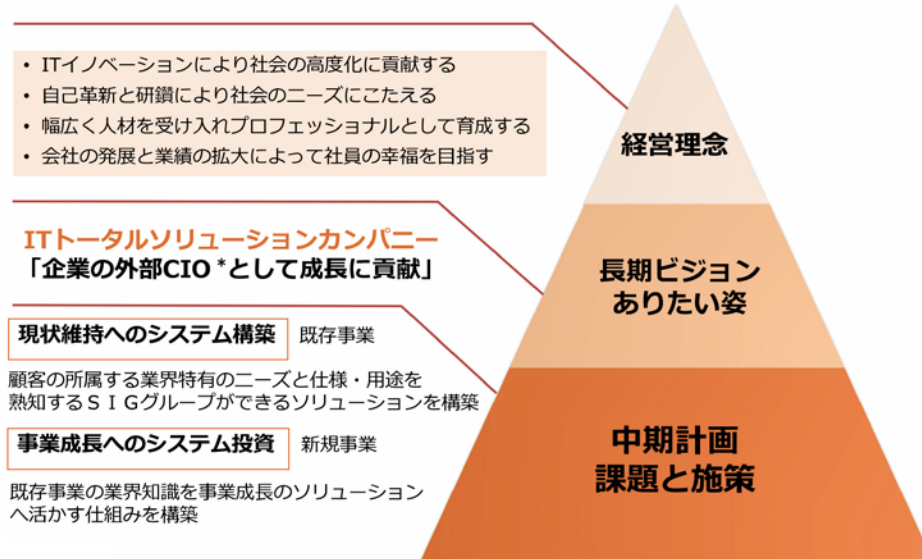 • ITイノベーションにより社会の高度化に貢献する
• 自己革新と研鑽により社会のニーズにこたえる
• 幅広く人材を受け入れプロフェッショナルとして育成する
• 会社の発展と業績の拡大によって社員の幸福を目指す
経営理念
ITトータルソリューションカンパニー
「企業の外部CIO*として成長に貢献」
長期ビジョン
ありたい姿
現状維持へのシステム構築 既存事業
顧客の所属する業界特有のニーズと仕様・用途を
熟知するSIGグループができるソリューションを構築
事業成長へのシステム投資 新規事業
既存事業の業界知識を事業成長のソリューション
へ活かす仕組みを構築
中期計画
課題と施策